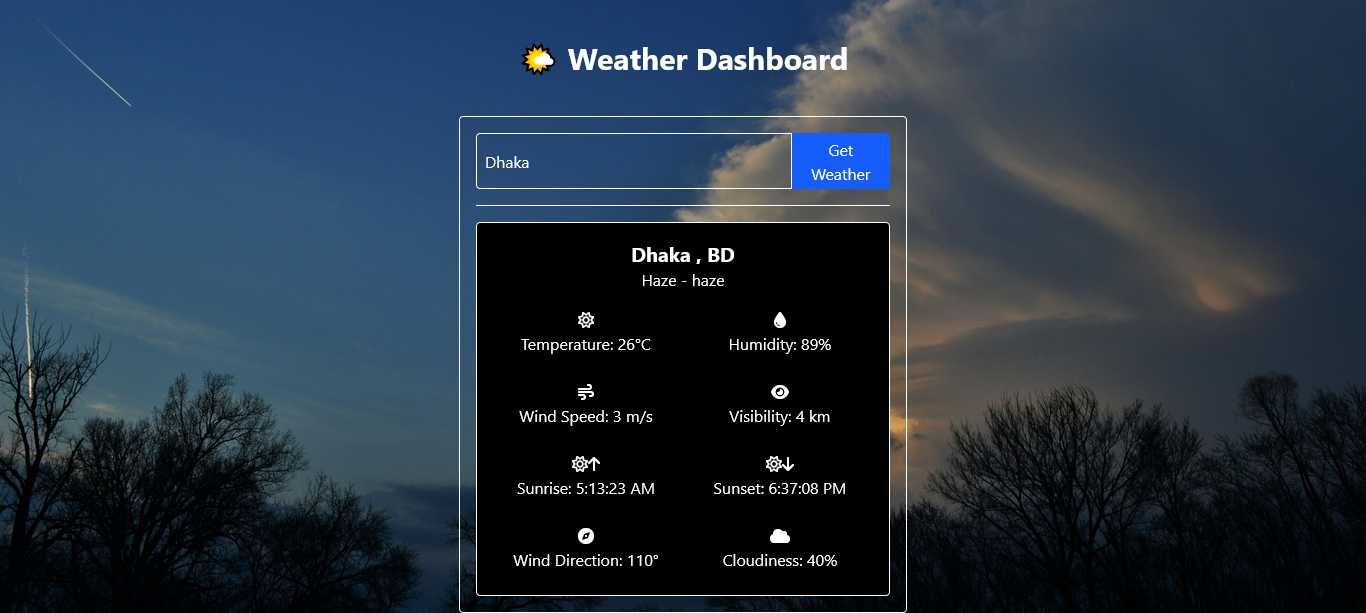 Weather Dashboard
Dhaka
Get
Weather
Dhaka , BD
Haze - haze
Temperature: 26°C
Humidity: 89%
Wind Speed: 3 m/s
Visibility: 4 km
Sunrise: 5:13:23 AM
Sunset: 6:37:08 PM
Wind Direction: 110°
Cloudiness: 40%